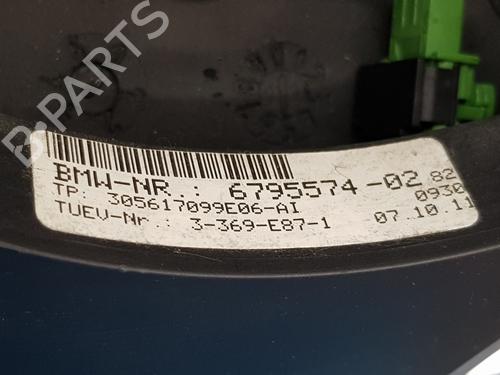 B-PARTS
BMW-NR.: 6795574-02 82
TP: 305617099E06-AI 0930
TUEV-Nr.: 3-369-E87-1 07.10.11